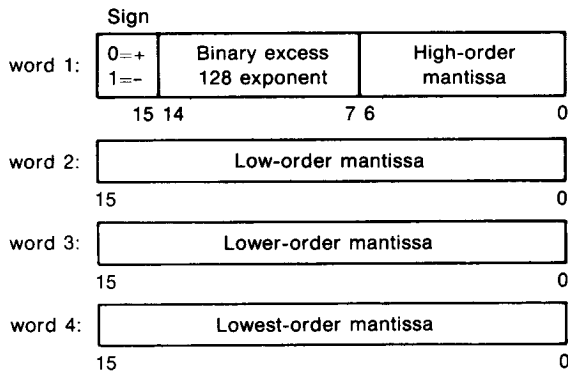 Sign
word 1: 0=+ Binary excess High-order
1=- 128 exponent mantissa
15 14 7 6 0
word 2: Low-order mantissa
15 0
word 3: Lower-order mantissa
15 0
word 4: Lowest-order mantissa
15 0